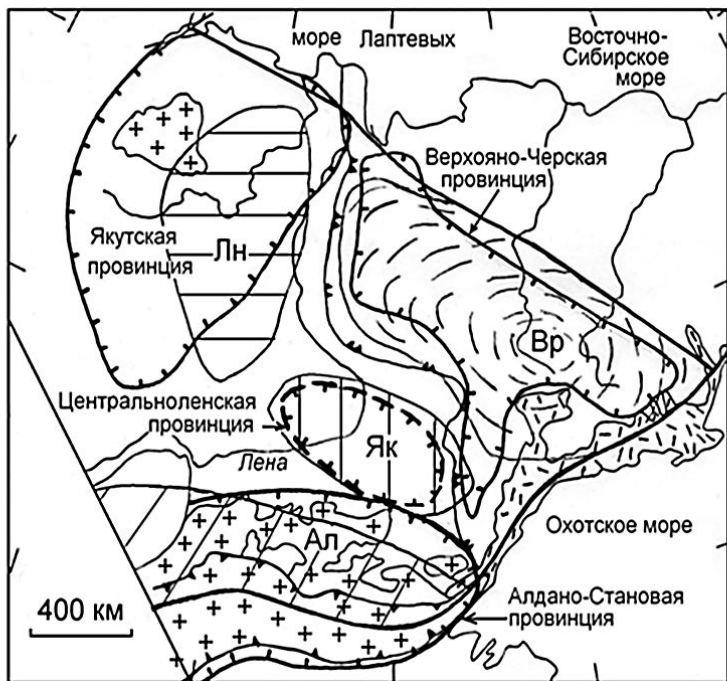 море Лаптевых
Восточно-
Сибирское
море
Верхояно-Черская
провинция
Якутская
провинция
Лн
Вр
Центральноленская
провинция
Як
Лена
Ал
Охотское море
400 км
Алдано-Становая
провинция